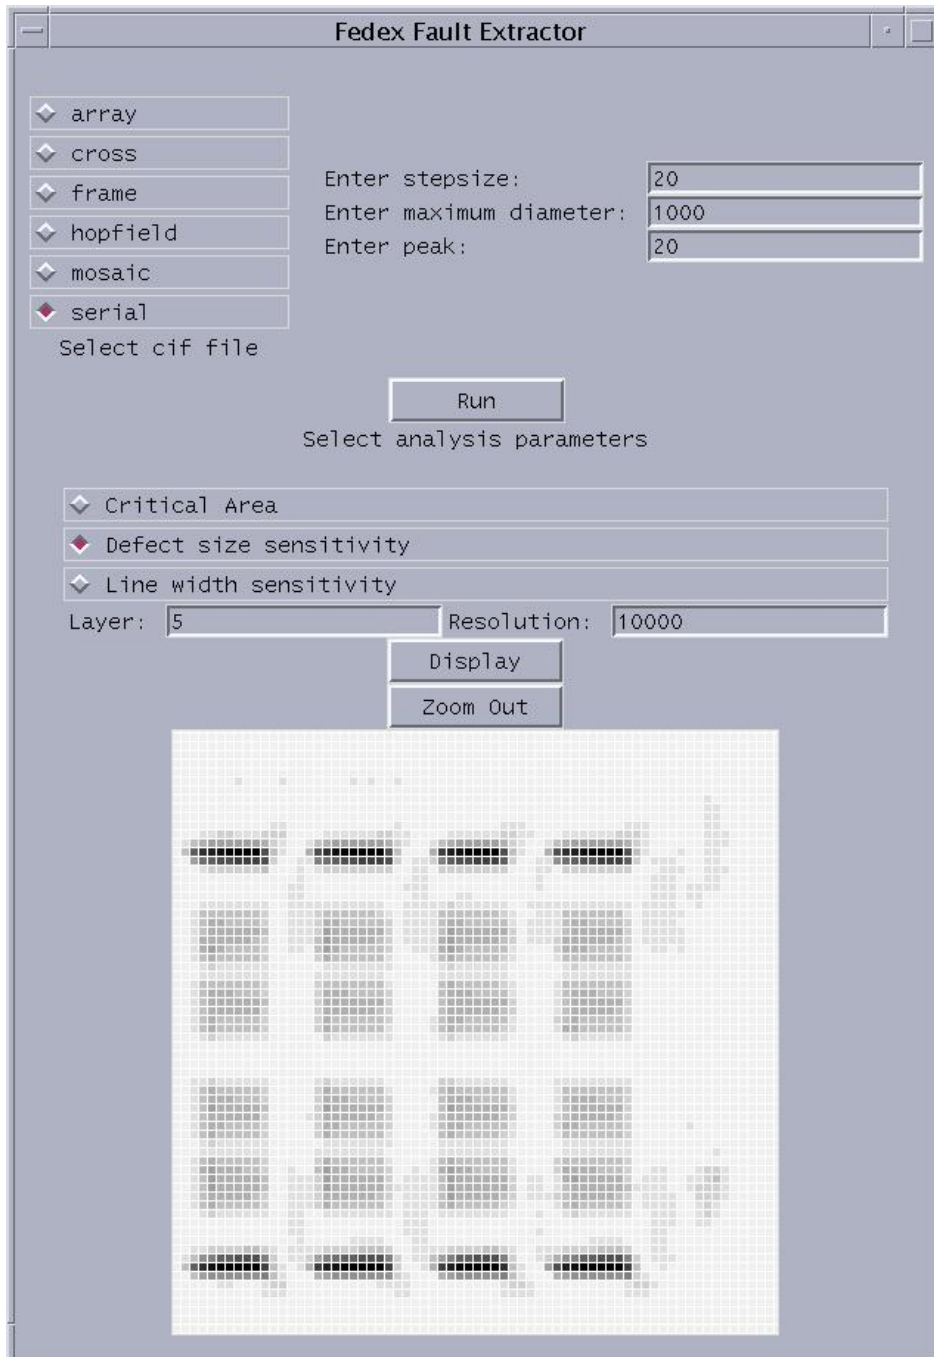 Fedex Fault Extractor
array
cross
frame
hopfield
mosaic
serial
Select cif file
Enter stepsize: 20
Enter maximum diameter: 1000
Enter peak: 20
Run
Select analysis parameters
Critical Area
Defect size sensitivity
Line width sensitivity
Layer: 5 Resolution: 10000
Display
Zoom Out